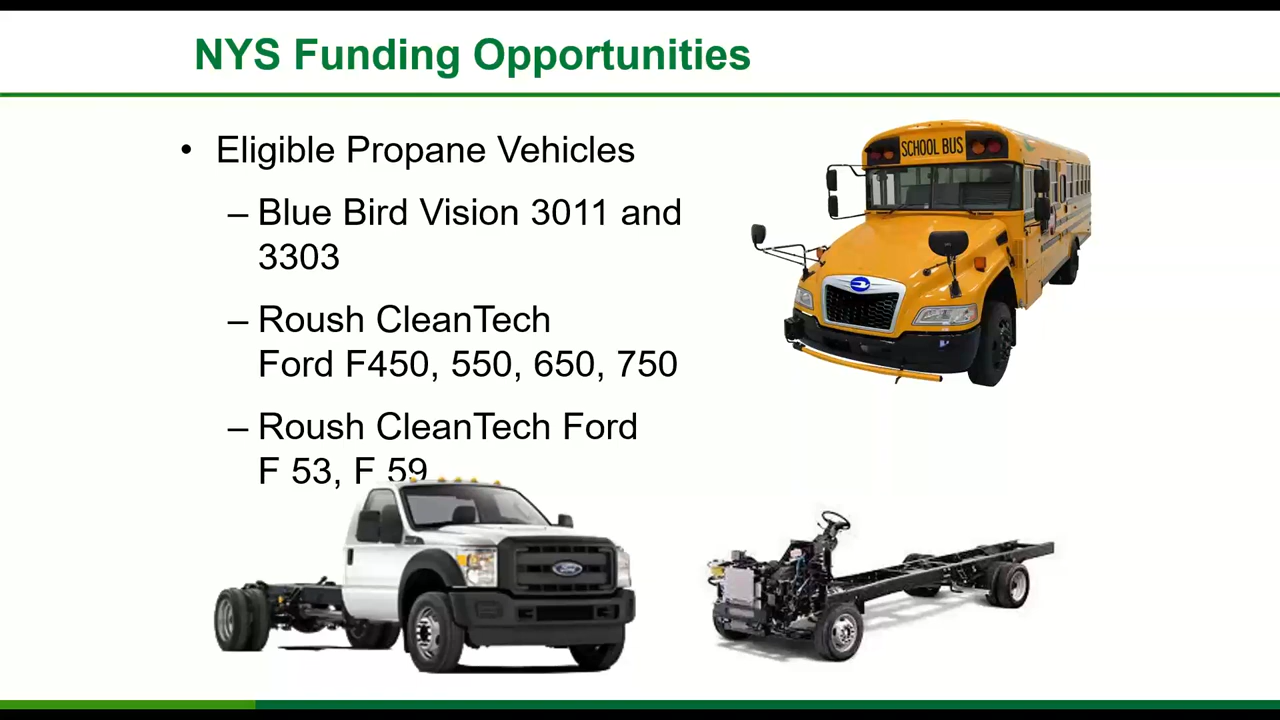 NYS Funding Opportunities
• Eligible Propane Vehicles
– Blue Bird Vision 3011 and
3303
– Roush CleanTech
Ford F450, 550, 650, 750
– Roush CleanTech Ford
F 53, F 59
SCHOOL BUS
Ford